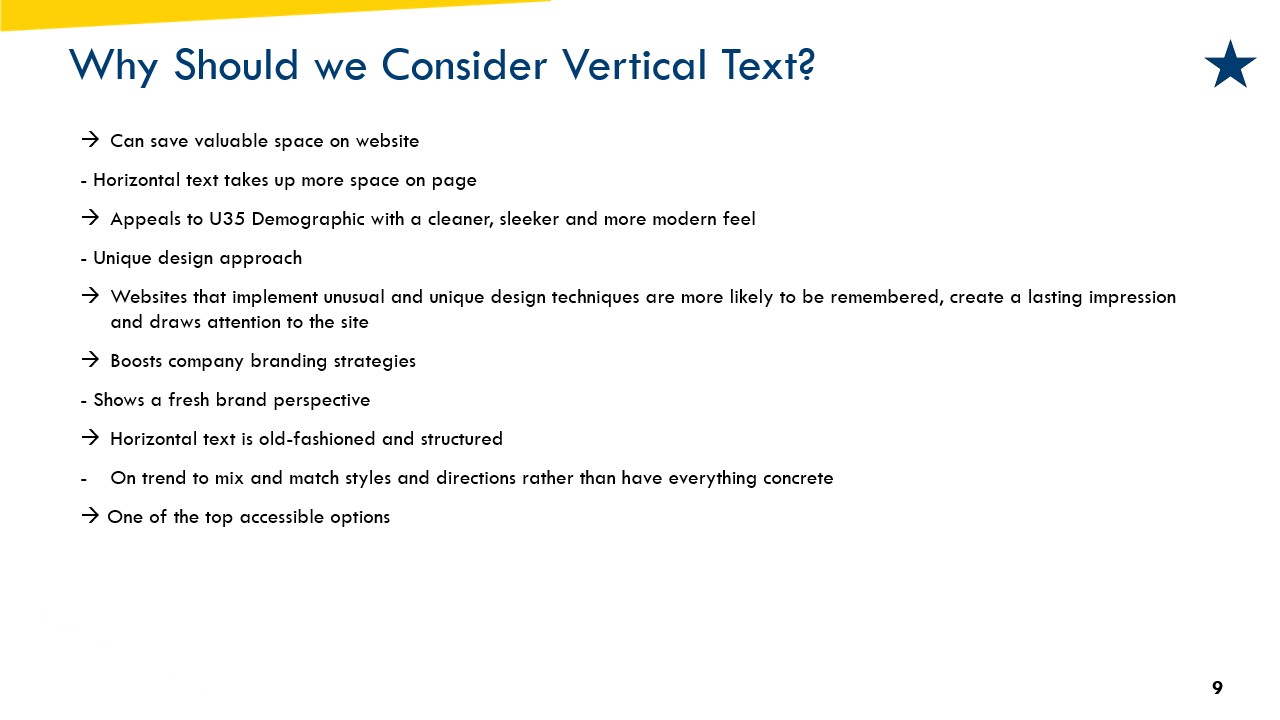 Why Should we Consider Vertical Text?
→ Can save valuable space on website
- Horizontal text takes up more space on page
→ Appeals to U35 Demographic with a cleaner, sleeker and more modern feel
- Unique design approach
→ Websites that implement unusual and unique design techniques are more likely to be remembered, create a lasting impression
and draws attention to the site
→ Boosts company branding strategies
- Shows a fresh brand perspective
→ Horizontal text is old-fashioned and structured
- On trend to mix and match styles and directions rather than have everything concrete
→ One of the top accessible options
9